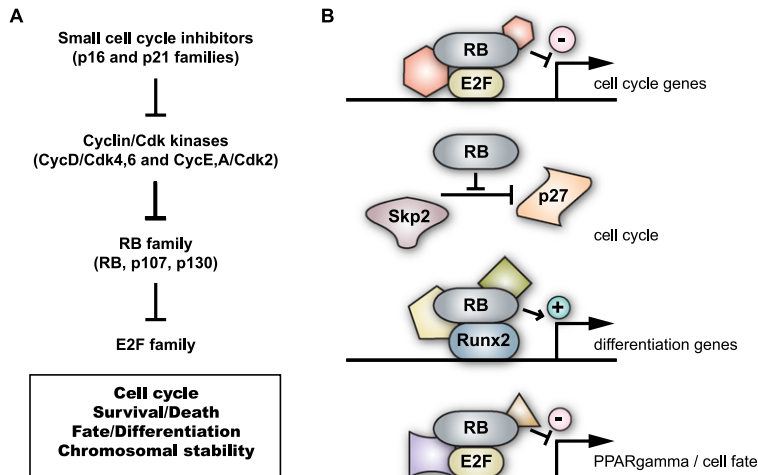 A
Small cell cycle inhibitors
(p16 and p21 families)
Cyclin/Cdk kinases
(CycD/Cdk4,6 and CycE,A/Cdk2)
RB family
(RB, p107, p130)
E2F family
Cell cycle
Survival/Death
Fate/Differentiation
Chromosomal stability
B
RB
-
E2F
cell cycle genes
RB
Skp2
p27
cell cycle
RB
+
Runx2
differentiation genes
RB
-
E2F
PPARgamma / cell fate